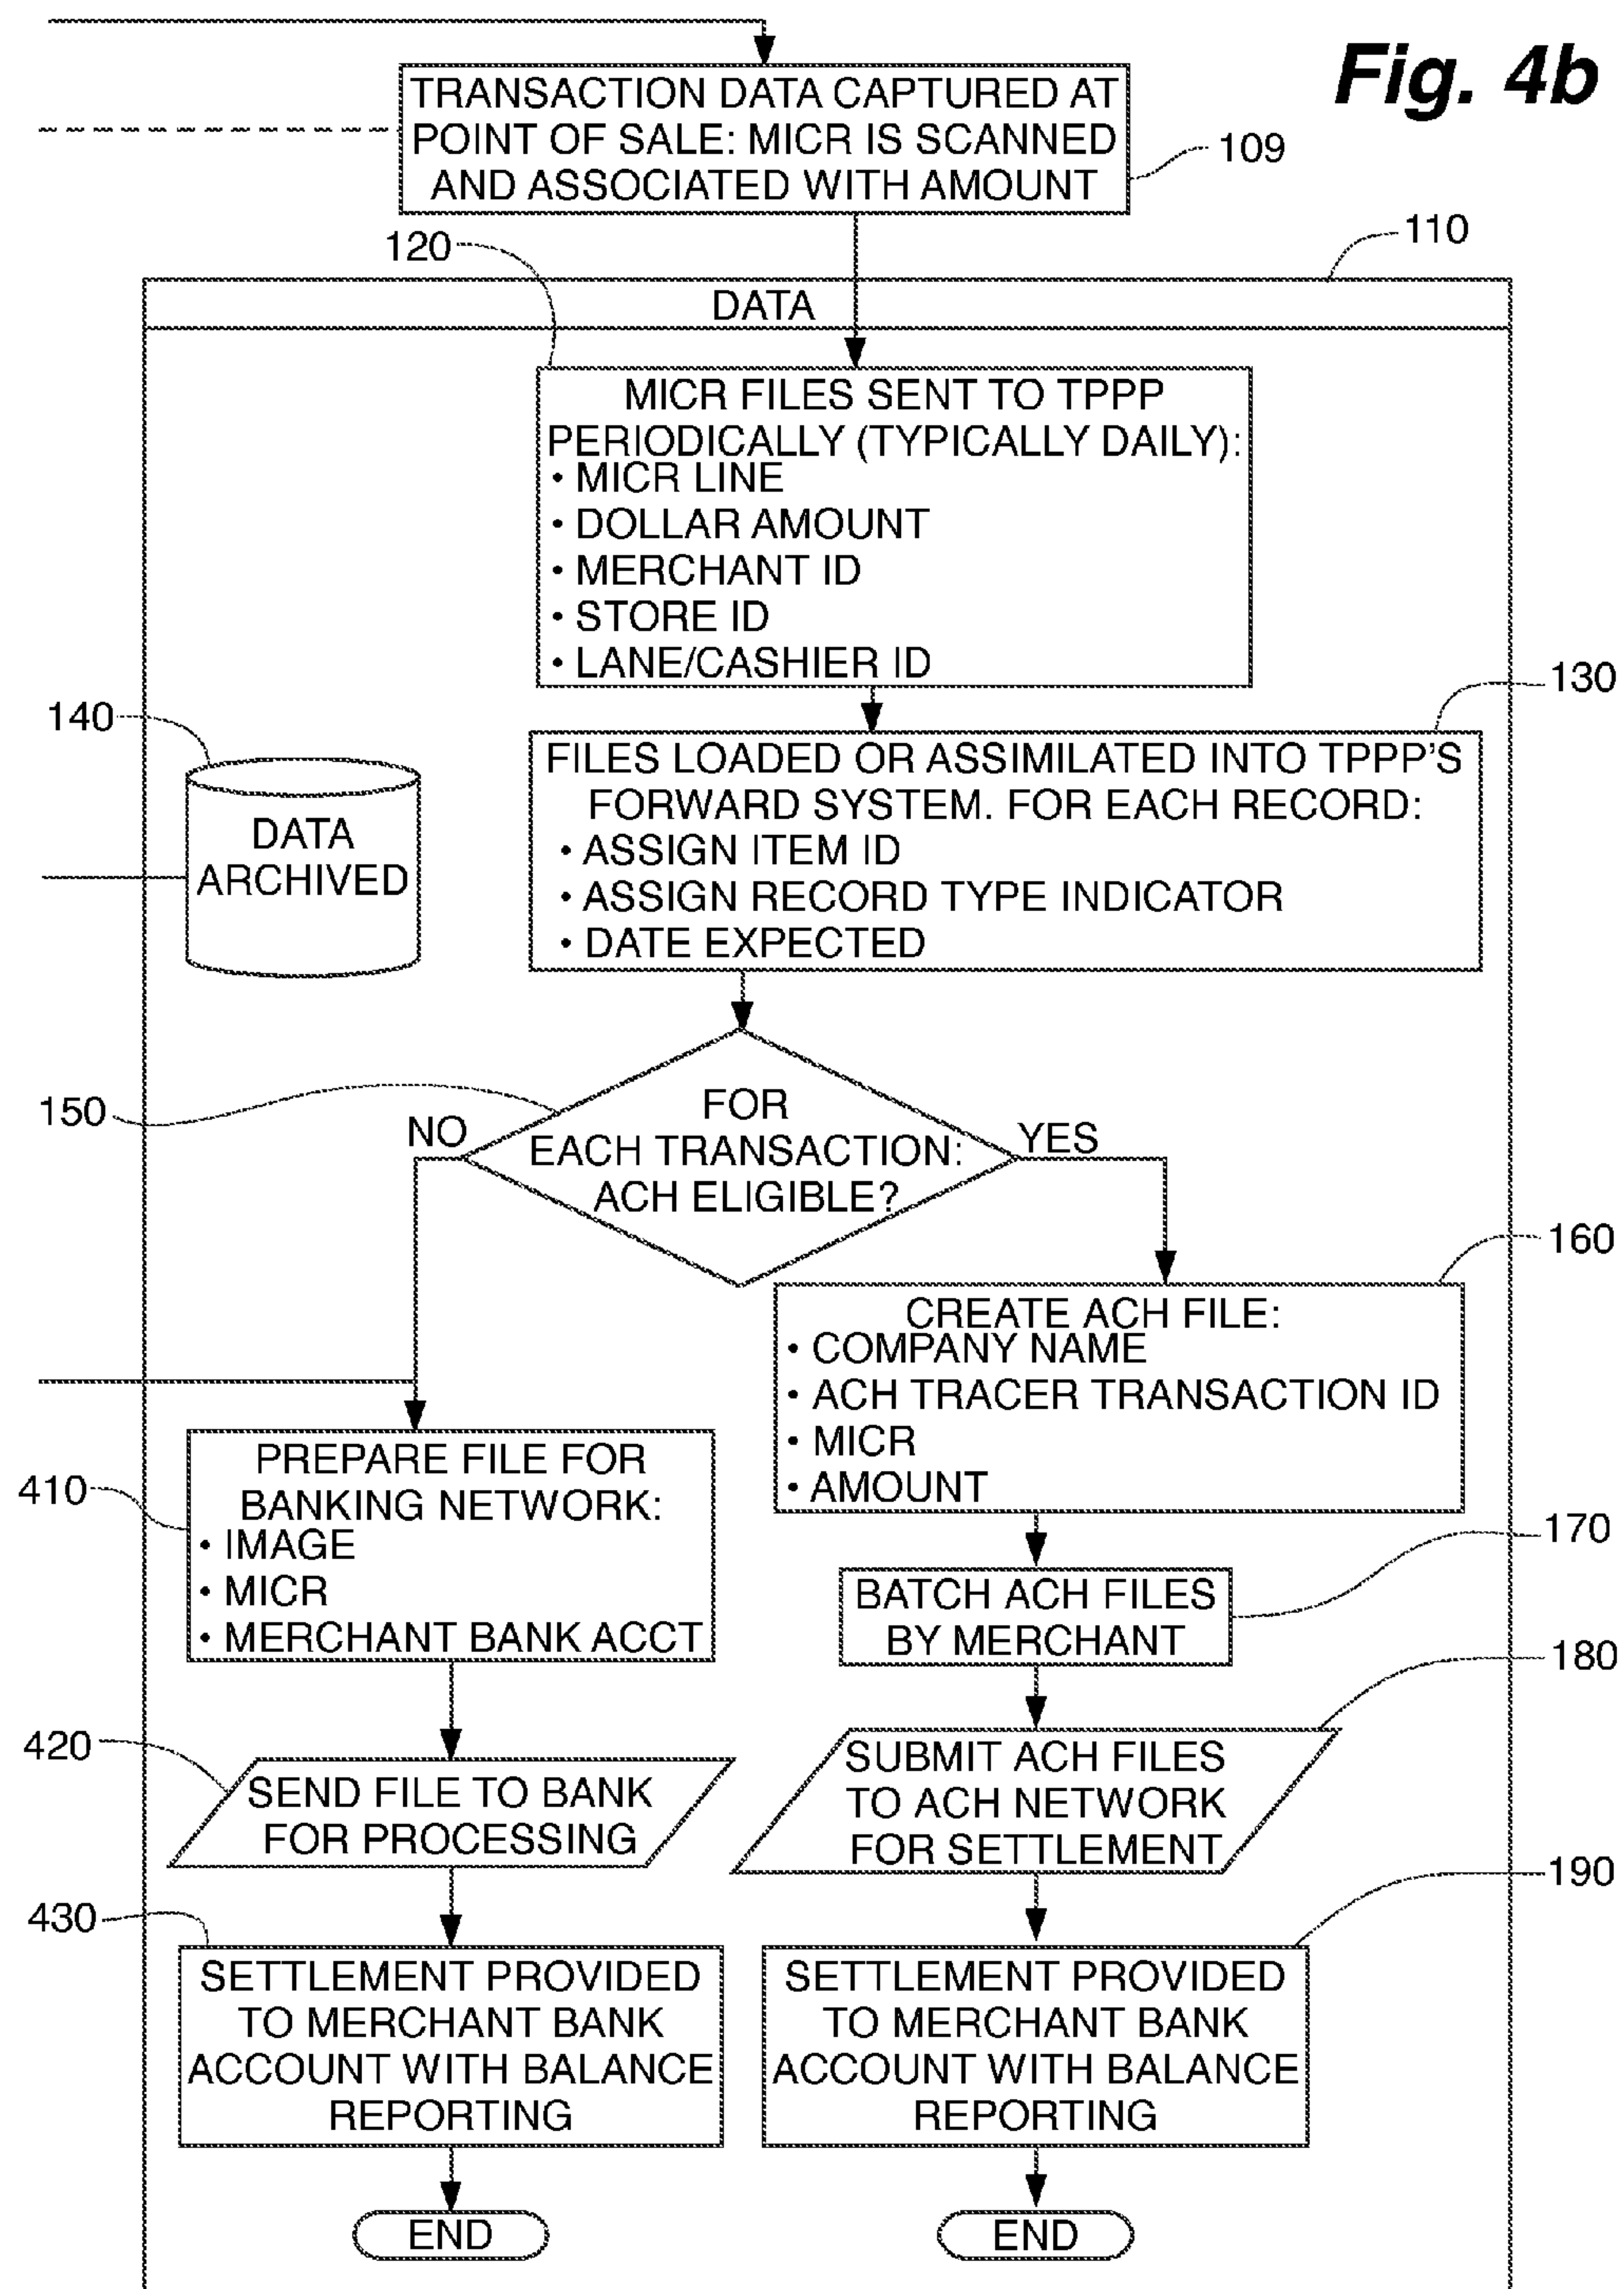 Fig. 4b
TRANSACTION DATA CAPTURED AT
POINT OF SALE: MICR IS SCANNED
AND ASSOCIATED WITH AMOUNT
109
110
120
DATA
MICR FILES SENT TO TPPP
PERIODICALLY (TYPICALLY DAILY):
• MICR LINE
• DOLLAR AMOUNT
• MERCHANT ID
• STORE ID
• LANE/CASHIER ID
130
140
DATA
ARCHIVED
FILES LOADED OR ASSIMILATED INTO TPPP'S
FORWARD SYSTEM. FOR EACH RECORD:
• ASSIGN ITEM ID
• ASSIGN RECORD TYPE INDICATOR
• DATE EXPECTED
150
NO
FOR
EACH TRANSACTION:
ACH ELIGIBLE?
YES
160
CREATE ACH FILE:
• COMPANY NAME
• ACH TRACER TRANSACTION ID
• MICR
• AMOUNT
410
PREPARE FILE FOR
BANKING NETWORK:
• IMAGE
• MICR
• MERCHANT BANK ACCT
170
BATCH ACH FILES
BY MERCHANT
180
420
SEND FILE TO BANK
FOR PROCESSING
SUBMIT ACH FILES
TO ACH NETWORK
FOR SETTLEMENT
190
430
SETTLEMENT PROVIDED
TO MERCHANT BANK
ACCOUNT WITH BALANCE
REPORTING
SETTLEMENT PROVIDED
TO MERCHANT BANK
ACCOUNT WITH BALANCE
REPORTING
END
END